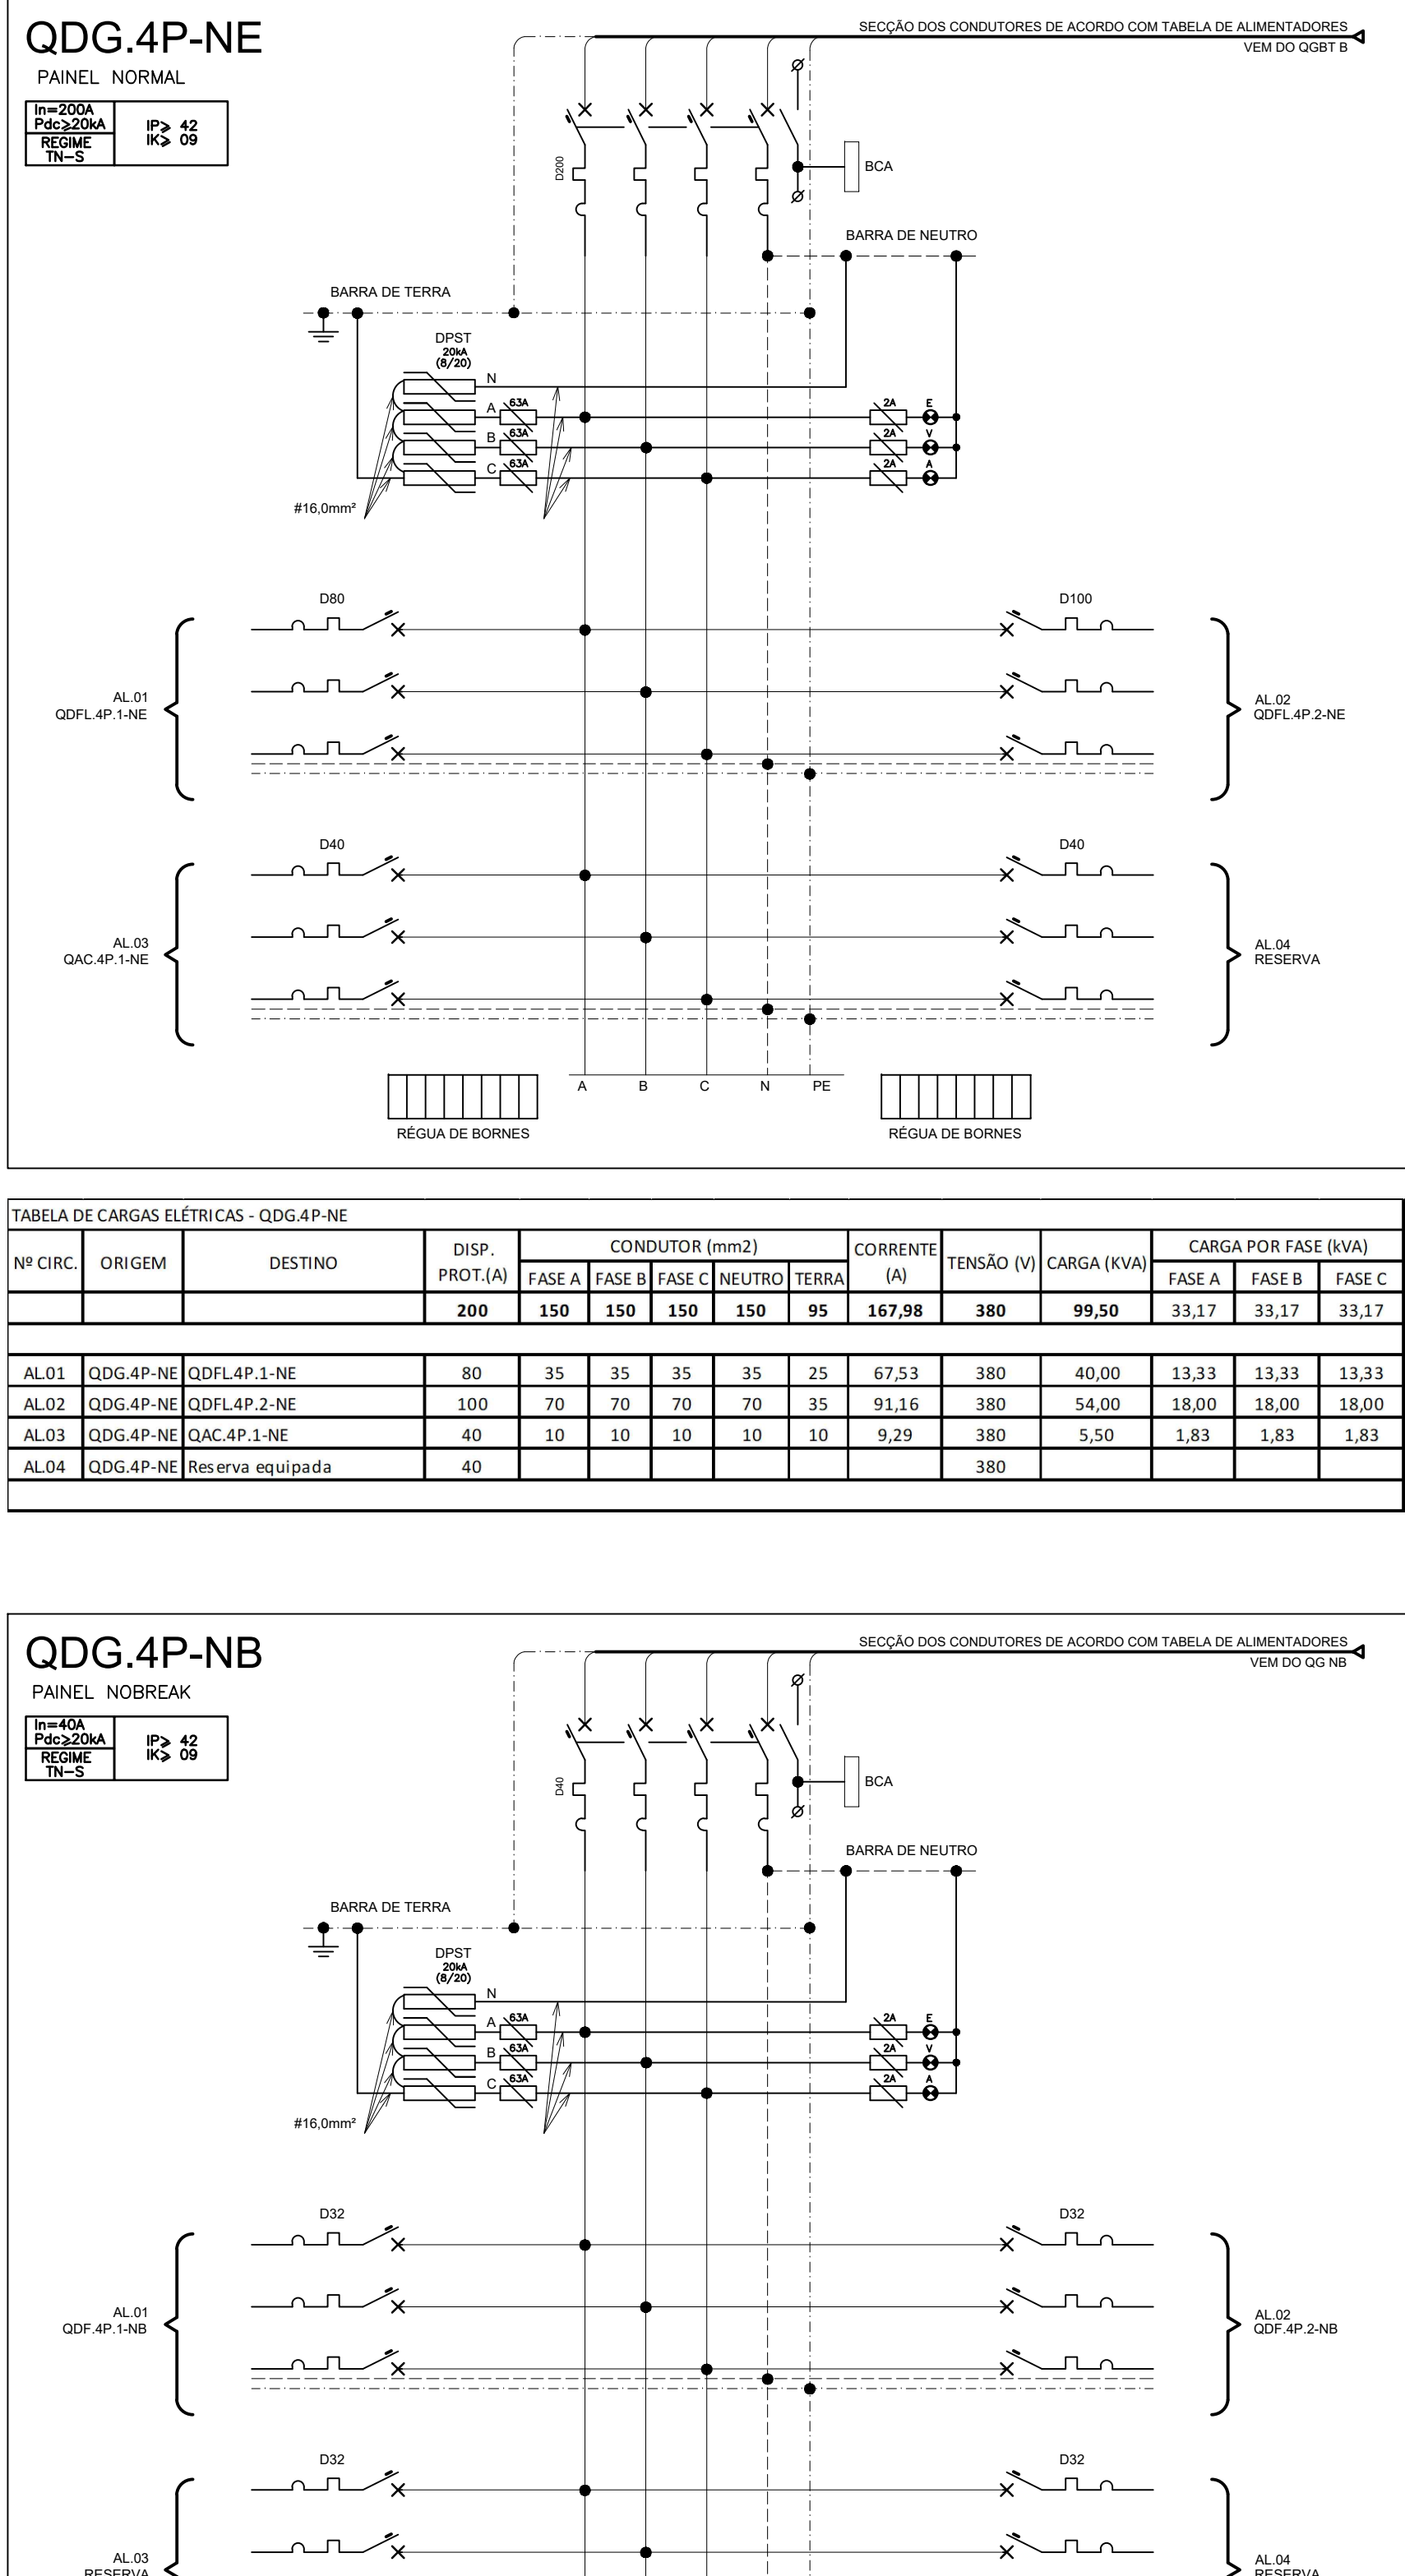 QDG.4P-NE
PAINEL NORMAL
In=200A
Pdc≥20kA
REGIME
TN-S
IP≥ 42
IK≥ 09
SECÇÃO DOS CONDUTORES DE ACORDO COM TABELA DE ALIMENTADORES
VEM DO QGBT B
D200
BCA
BARRA DE NEUTRO
BARRA DE TERRA
DPST
20kA
(8/20)
N
A 63A 2A E
B 63A 2A V
C 63A 2A A
#16,0mm²
D80 D100
AL.01
QDFL.4P.1-NE
AL.02
QDFL.4P.2-NE
D40 D40
AL.03
QAC.4P.1-NE
AL.04
RESERVA
A B C N PE
RÉGUA DE BORNES RÉGUA DE BORNES
TABELA DE CARGAS ELÉTRICAS - QDG.4P-NE
Nº CIRC. ORIGEM DESTINO DISP. PROT.(A) CONDUTOR (mm2) CORRENTE (A) TENSÃO (V) CARGA (KVA) CARGA POR FASE (kVA)
FASE A FASE B FASE C NEUTRO TERRA FASE A FASE B FASE C
200 150 150 150 150 95 167,98 380 99,50 33,17 33,17 33,17
AL.01 QDG.4P-NE QDFL.4P.1-NE 80 35 35 35 35 25 67,53 380 40,00 13,33 13,33 13,33
AL.02 QDG.4P-NE QDFL.4P.2-NE 100 70 70 70 70 35 91,16 380 54,00 18,00 18,00 18,00
AL.03 QDG.4P-NE QAC.4P.1-NE 40 10 10 10 10 10 9,29 380 5,50 1,83 1,83 1,83
AL.04 QDG.4P-NE Reserva equipada 40 380
QDG.4P-NB
PAINEL NOBREAK
In=40A
Pdc≥20kA
REGIME
TN-S
IP≥ 42
IK≥ 09
SECÇÃO DOS CONDUTORES DE ACORDO COM TABELA DE ALIMENTADORES
VEM DO QG NB
D40
BCA
BARRA DE NEUTRO
BARRA DE TERRA
DPST
20kA
(8/20)
N
A 63A 2A E
B 63A 2A V
C 63A 2A A
#16,0mm²
D32 D32
AL.01
QDF.4P.1-NB
AL.02
QDF.4P.2-NB
D32 D32
AL.03
RESERVA
AL.04
RESERVA